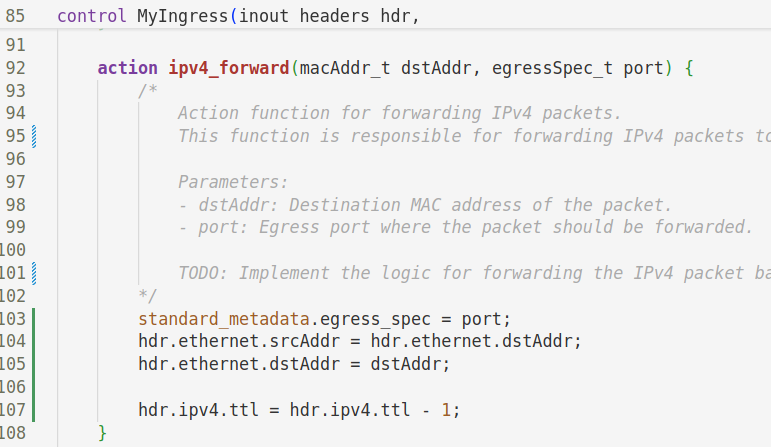 85 control MyIngress(inout headers hdr,
91
92 action ipv4_forward(macAddr_t dstAddr, egressSpec_t port) {
93 /*
94 Action function for forwarding IPv4 packets.
95 This function is responsible for forwarding IPv4 packets to
96
97 Parameters:
98 - dstAddr: Destination MAC address of the packet.
99 - port: Egress port where the packet should be forwarded.
100
101 TODO: Implement the logic for forwarding the IPv4 packet ba
102 */
103 standard_metadata.egress_spec = port;
104 hdr.ethernet.srcAddr = hdr.ethernet.dstAddr;
105 hdr.ethernet.dstAddr = dstAddr;
106
107 hdr.ipv4.ttl = hdr.ipv4.ttl - 1;
108 }